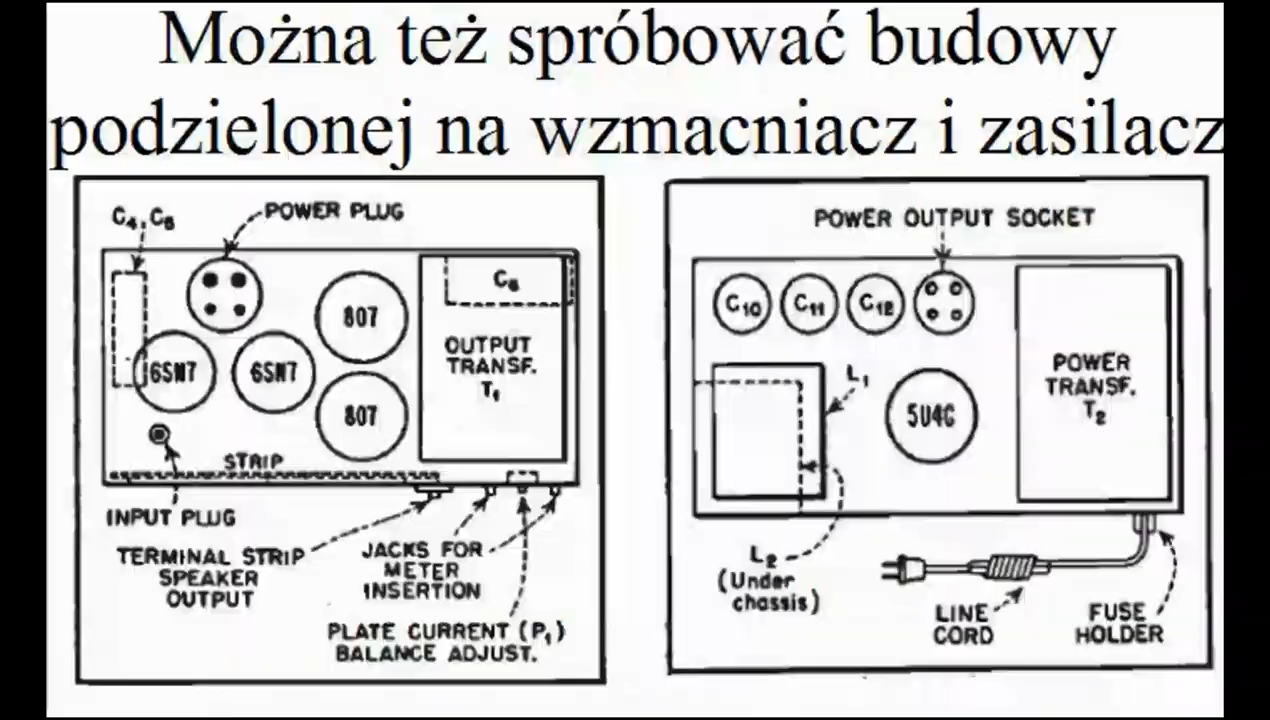 Można też spróbować budowy
podzielonej na wzmacniacz i zasilacz
C4, C5
POWER PLUG
C6
807
6SN7
6SN7
807
OUTPUT
TRANSF.
T1
STRIP
INPUT PLUG
TERMINAL STRIP
SPEAKER
OUTPUT
JACKS FOR
METER
INSERTION
PLATE CURRENT (P1)
BALANCE ADJUST.
POWER OUTPUT SOCKET
C10
C11
C12
L1
5U4G
POWER
TRANSF.
T2
L2
(Under
chassis)
LINE
CORD
FUSE
HOLDER